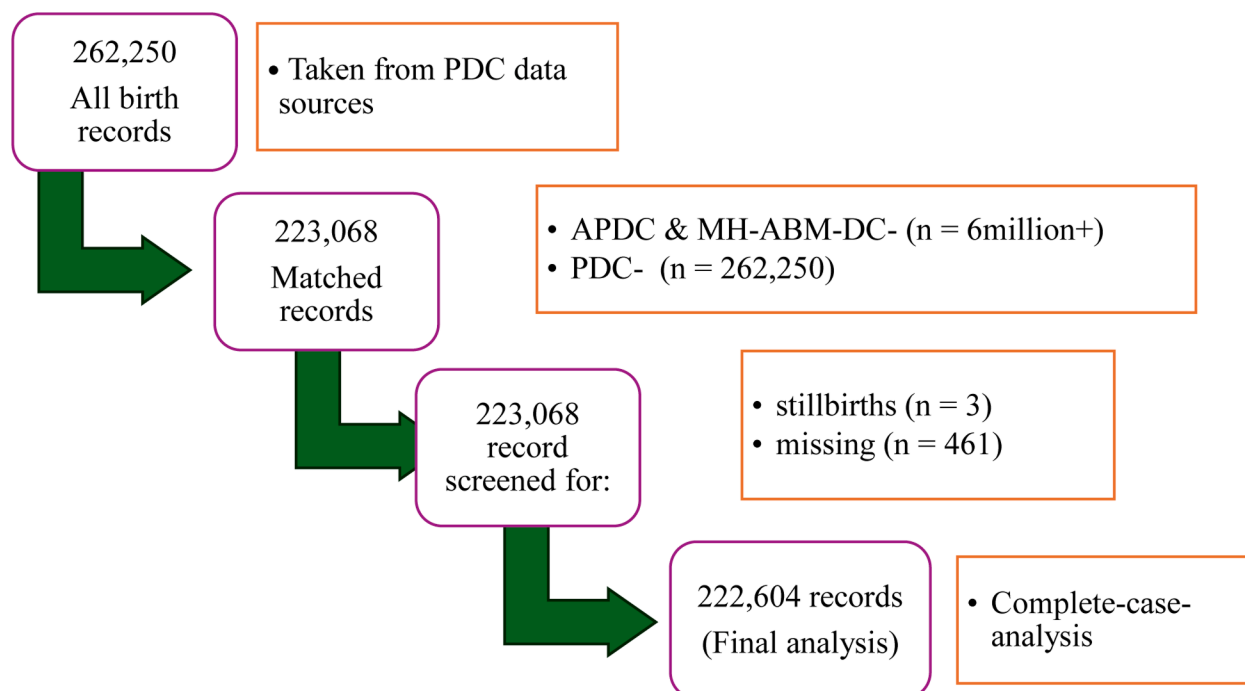 262,250
All birth
records
• Taken from PDC data
sources
223,068
Matched
records
• APDC & MH-ABM-DC- (n = 6million+)
• PDC- (n = 262,250)
223,068
record
screened for:
• stillbirths (n = 3)
• missing (n = 461)
222,604 records
(Final analysis)
• Complete-case-
analysis